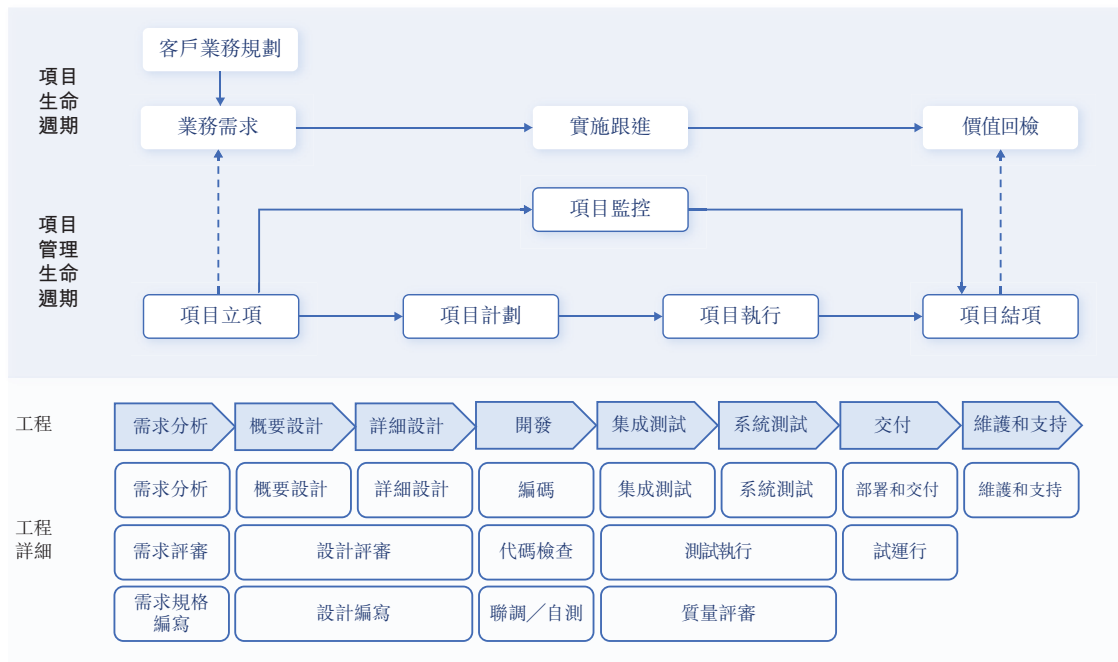 客戶業務規劃
項目
生命
週期
業務需求
實施跟進
價值回檢
項目
管理
生命
週期
項目監控
項目立項
項目計劃
項目執行
項目結項
工程
需求分析
概要設計
詳細設計
開發
集成測試
系統測試
交付
維護和支持
工程
詳細
需求分析
概要設計
詳細設計
編碼
集成測試
系統測試
部署和交付
維護和支持
需求評審
設計評審
代碼檢查
測試執行
試運行
需求規格
編寫
設計編寫
聯調／自測
質量評審